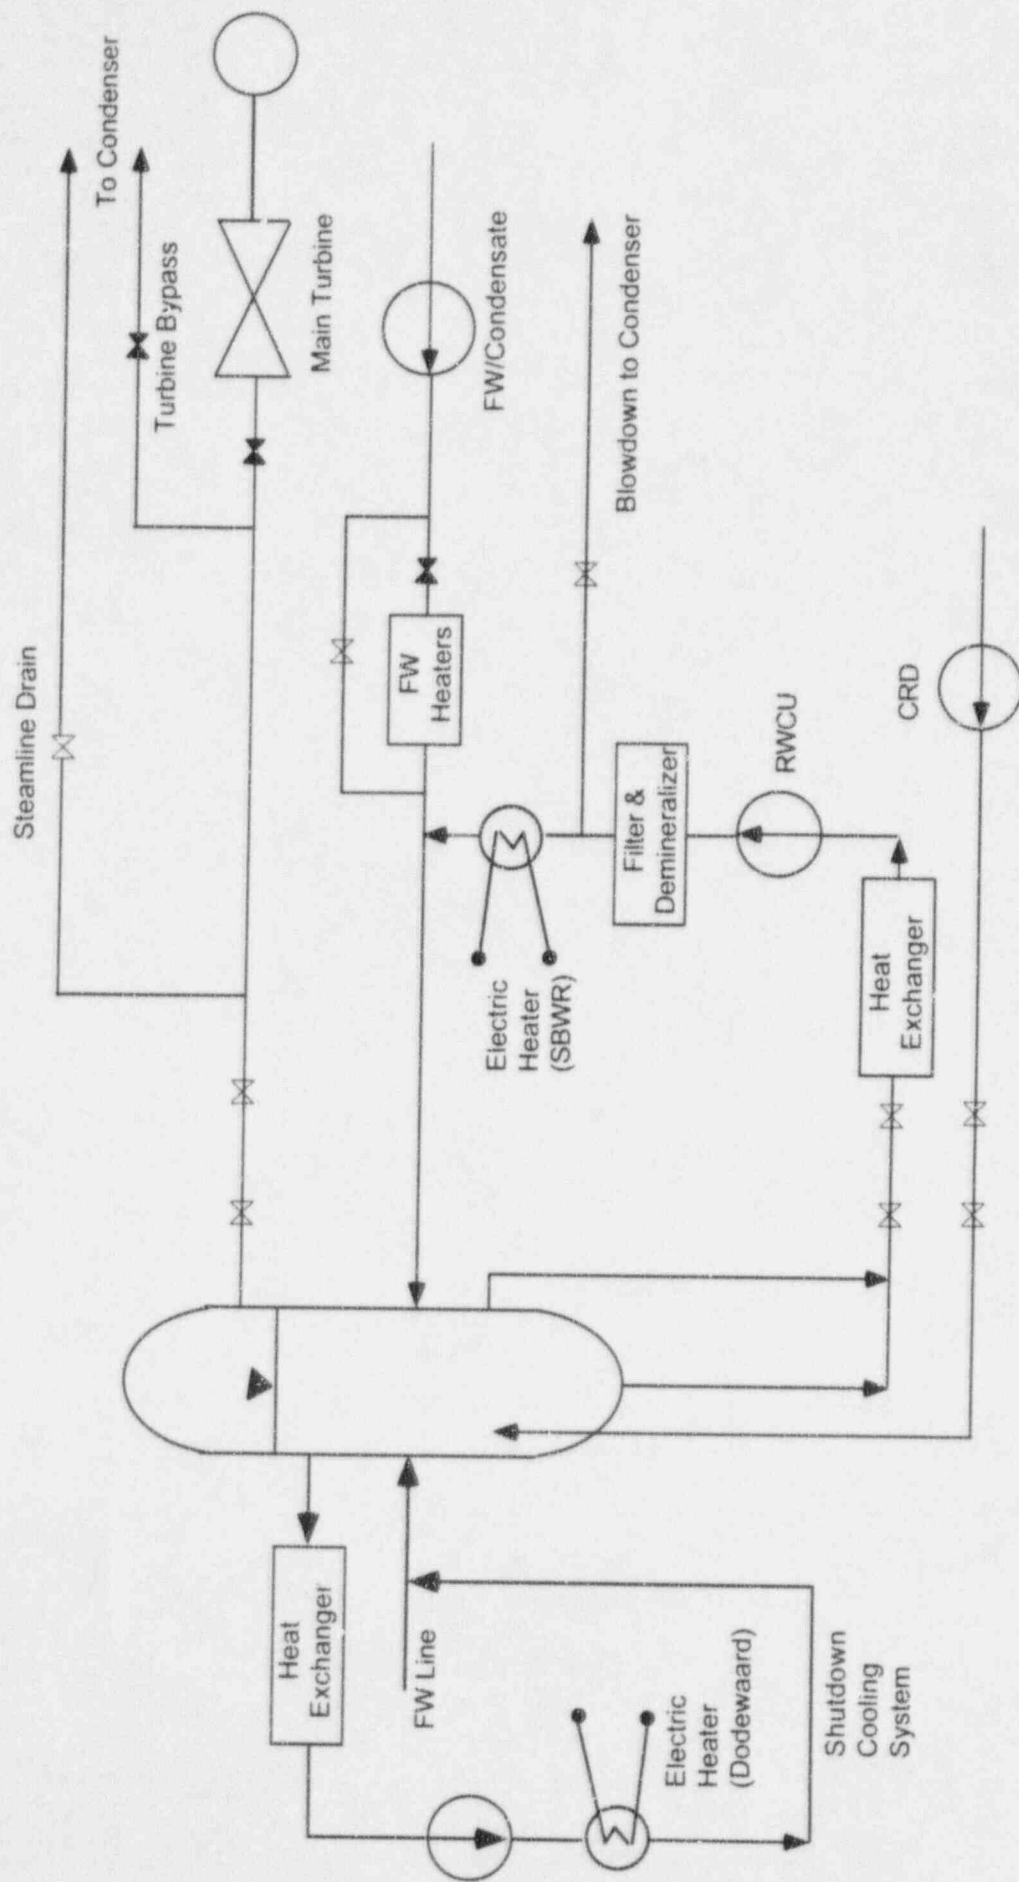 Steamline Drain
To Condenser
Turbine Bypass
Main Turbine
FW
Heaters
FW/Condensate
Electric
Heater
(SBWR)
Filter &
Demineralizer
Blowdown to Condenser
RWCU
Heat
Exchanger
CRD
Heat
Exchanger
FW Line
Electric
Heater
(Dodewaard)
Shutdown
Cooling
System